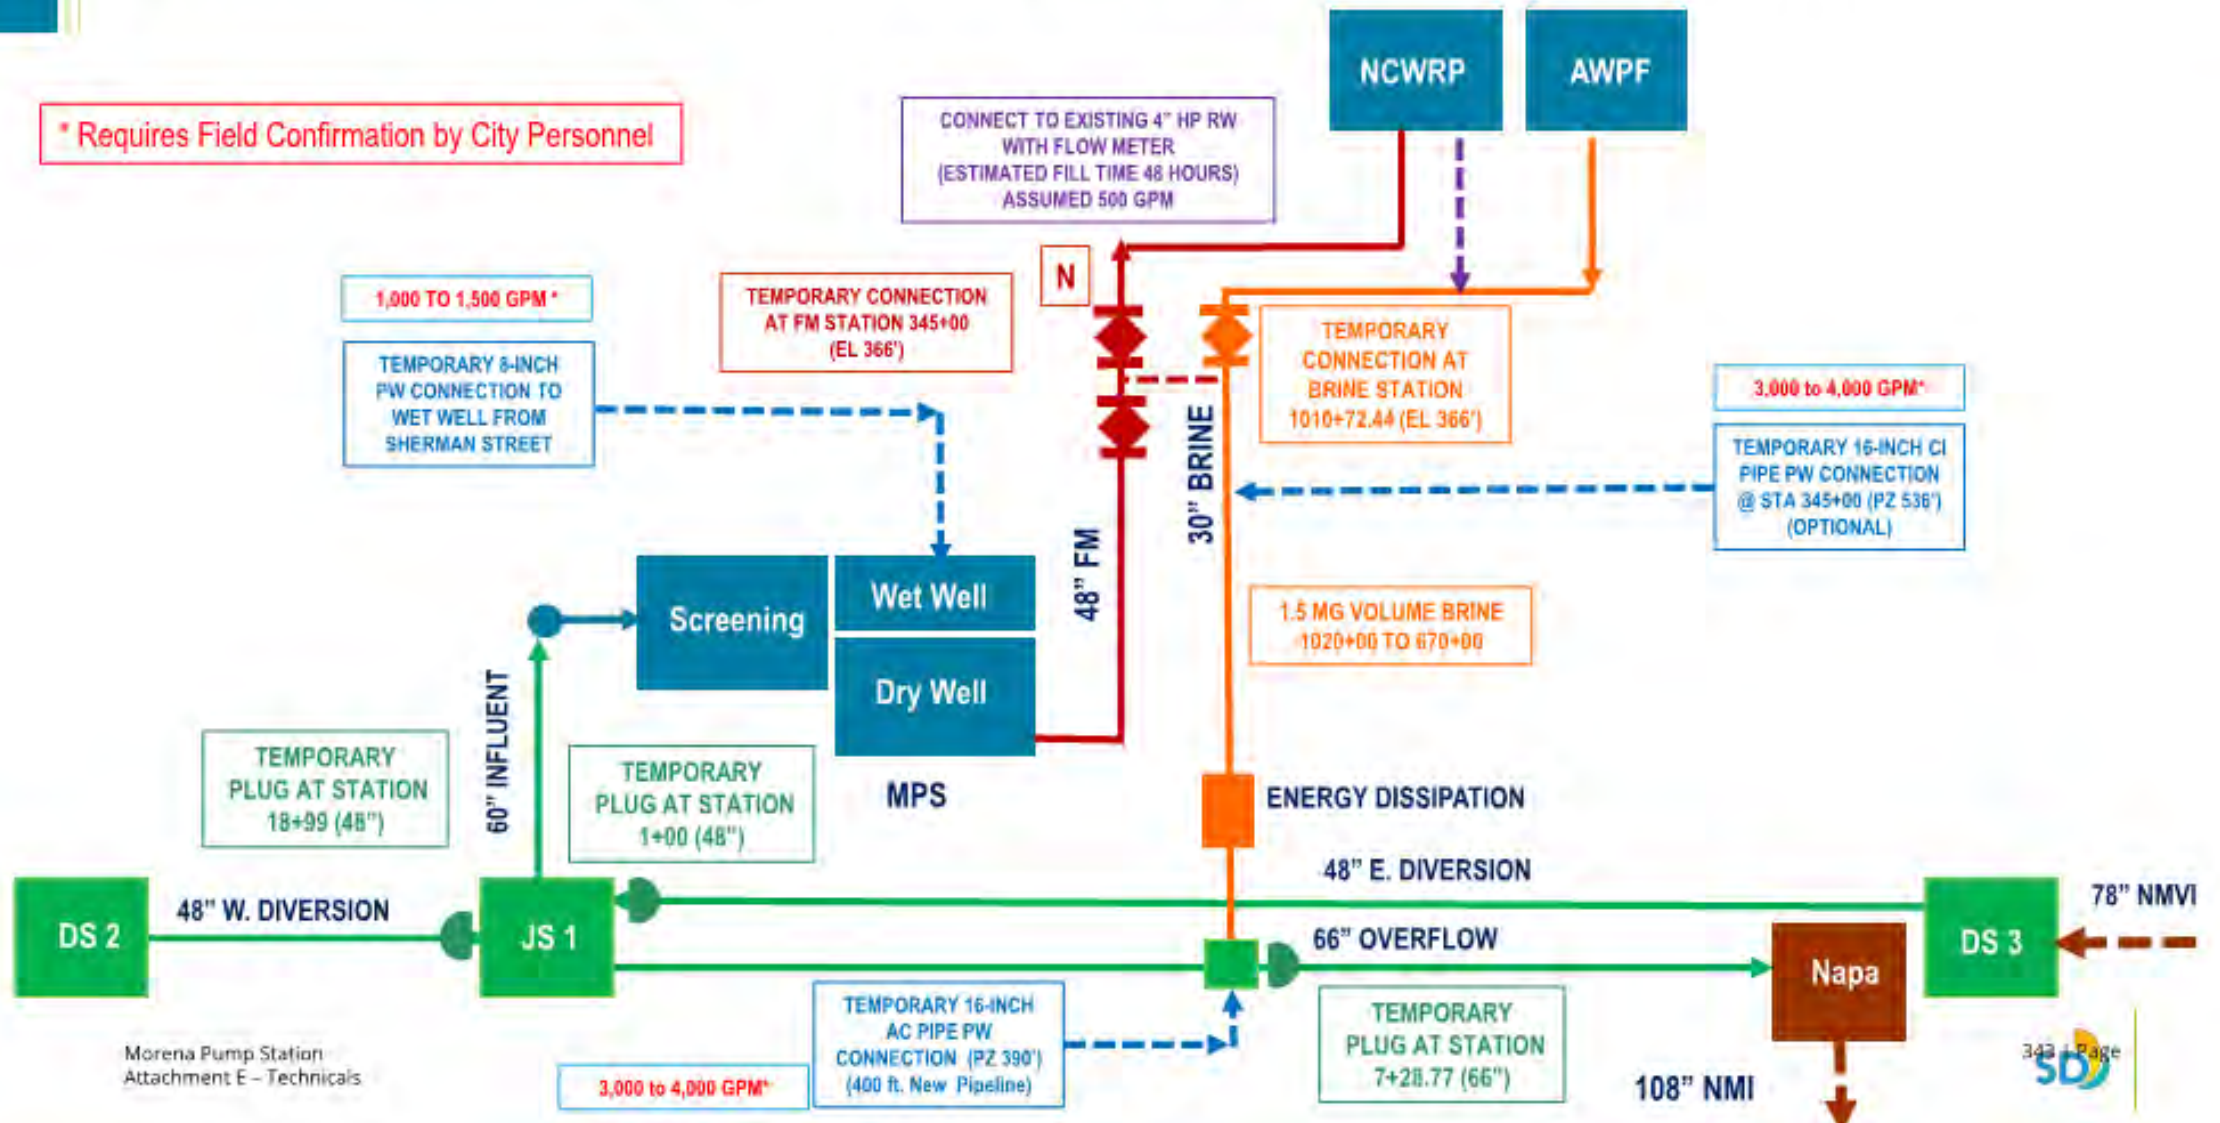 NCWRP
AWPF
* Requires Field Confirmation by City Personnel
CONNECT TO EXISTING 4" HP RW
WITH FLOW METER
(ESTIMATED FILL TIME 48 HOURS)
ASSUMED 500 GPM
N
1,000 TO 1,500 GPM *
TEMPORARY CONNECTION
AT FM STATION 345+00
(EL 366')
TEMPORARY
CONNECTION AT
BRINE STATION
1010+72.44 (EL 366')
TEMPORARY 8-INCH
PW CONNECTION TO
WET WELL FROM
SHERMAN STREET
3,000 to 4,000 GPM*
TEMPORARY 16-INCH CI
PIPE PW CONNECTION
@ STA 345+00 (PZ 536')
(OPTIONAL)
30" BRINE
48" FM
Screening
Wet Well
Dry Well
MPS
1.5 MG VOLUME BRINE
1020+00 TO 670+00
60" INFLUENT
TEMPORARY
PLUG AT STATION
18+99 (48")
TEMPORARY
PLUG AT STATION
1+00 (48")
ENERGY DISSIPATION
48" E. DIVERSION
78" NMVI
DS 2
48" W. DIVERSION
JS 1
66" OVERFLOW
Napa
DS 3
TEMPORARY 16-INCH
AC PIPE PW
CONNECTION (PZ 390')
(400 ft. New Pipeline)
3,000 to 4,000 GPM*
TEMPORARY
PLUG AT STATION
7+28.77 (66")
108" NMI
Morena Pump Station
Attachment E – Technicals
343 | Page
SD